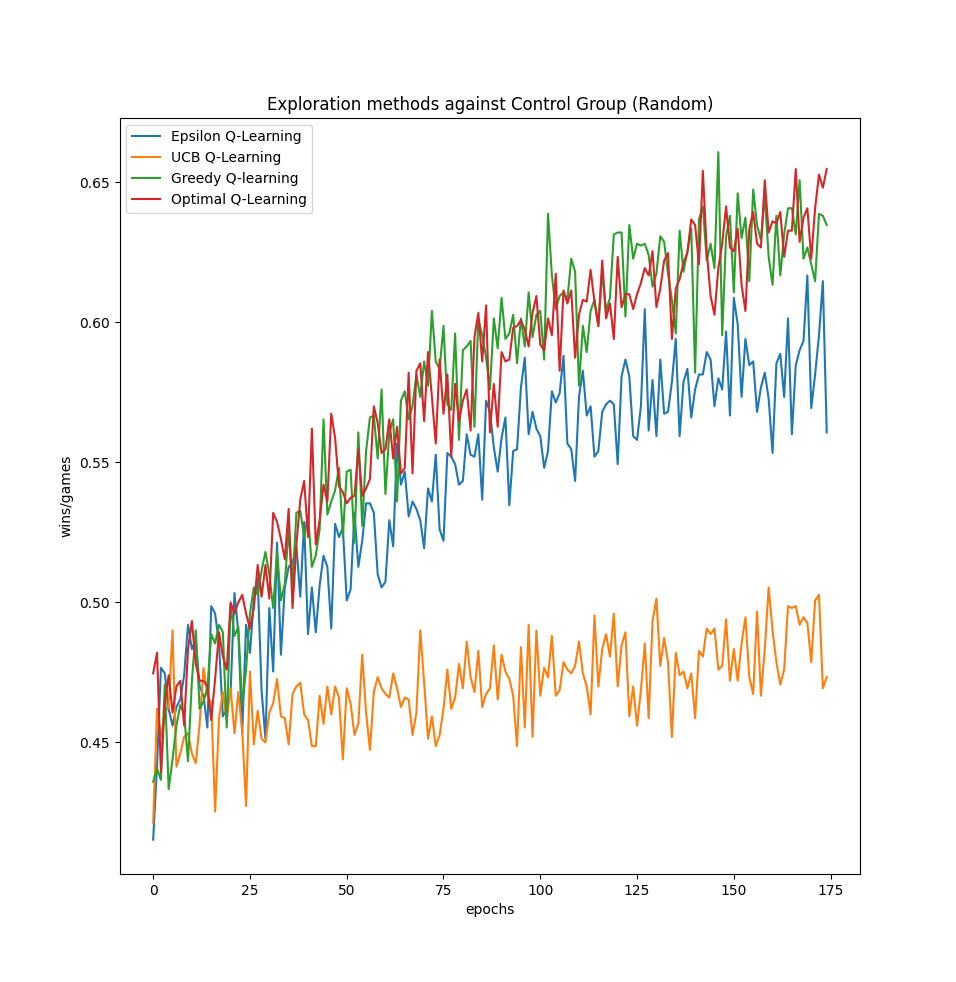 Exploration methods against Control Group (Random)
Epsilon Q-Learning
UCB Q-Learning
Greedy Q-learning
Optimal Q-Learning
0.65
0.60
0.55
0.50
0.45
wins/games
0 25 50 75 100 125 150 175
epochs